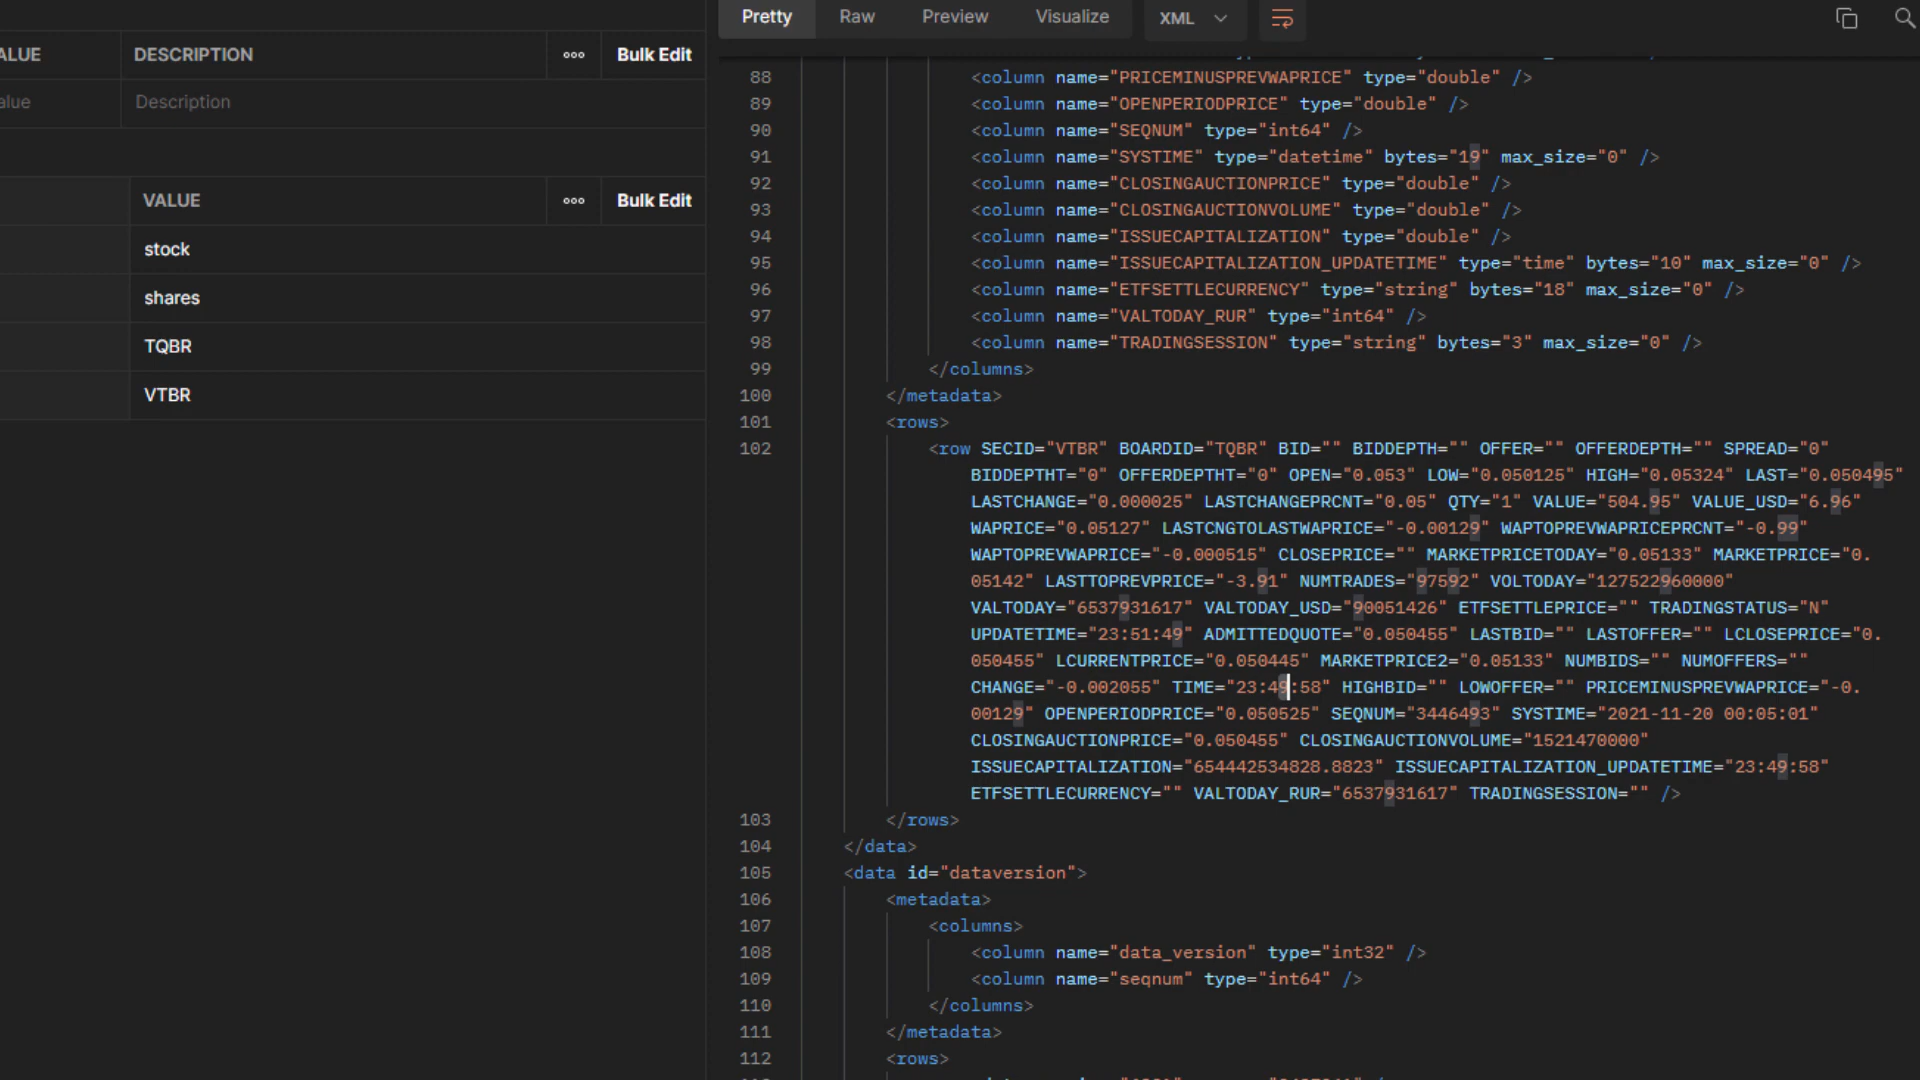 Pretty Raw Preview Visualize XML
ALUE DESCRIPTION Bulk Edit
alue Description
VALUE Bulk Edit
stock
shares
TQBR
VTBR
88 <column name="PRICEMINUSPREVWAPRICE" type="double" />
89 <column name="OPENPERIODPRICE" type="double" />
90 <column name="SEQNUM" type="int64" />
91 <column name="SYSTIME" type="datetime" bytes="19" max_size="0" />
92 <column name="CLOSINGAUCTIONPRICE" type="double" />
93 <column name="CLOSINGAUCTIONVOLUME" type="double" />
94 <column name="ISSUECAPITALIZATION" type="double" />
95 <column name="ISSUECAPITALIZATION_UPDATETIME" type="time" bytes="10" max_size="0" />
96 <column name="ETFSETTLECURRENCY" type="string" bytes="18" max_size="0" />
97 <column name="VALTODAY_RUR" type="int64" />
98 <column name="TRADINGSESSION" type="string" bytes="3" max_size="0" />
99 </columns>
100 </metadata>
101 <rows>
102 <row SECID="VTBR" BOARDID="TQBR" BID="" BIDDEPTH="" OFFER="" OFFERDEPTH="" SPREAD="0"
BIDDEPTHT="0" OFFERDEPTHT="0" OPEN="0.053" LOW="0.050125" HIGH="0.05324" LAST="0.050495"
LASTCHANGE="0.000025" LASTCHANGEPRCNT="0.05" QTY="1" VALUE="504.95" VALUE_USD="6.96"
WAPRICE="0.05127" LASTCNGTOLASTWAPRICE="-0.00129" WAPTOPREVWAPRICEPRCNT="-0.99"
WAPTOPREVWAPRICE="-0.000515" CLOSEPRICE="" MARKETPRICETODAY="0.05133" MARKETPRICE="0.
05142" LASTTOPREVPRICE="-3.91" NUMTRADES="97592" VOLTODAY="127522960000"
VALTODAY="6537931617" VALTODAY_USD="90051426" ETFSETTLEPRICE="" TRADINGSTATUS="N"
UPDATETIME="23:51:49" ADMITTEDQUOTE="0.050455" LASTBID="" LASTOFFER="" LCLOSEPRICE="0.
050455" LCURRENTPRICE="0.050445" MARKETPRICE2="0.05133" NUMBIDS="" NUMOFFERS=""
CHANGE="-0.002055" TIME="23:49:58" HIGHBID="" LOWOFFER="" PRICEMINUSPREVWAPRICE="-0.
00129" OPENPERIODPRICE="0.050525" SEQNUM="3446493" SYSTIME="2021-11-20 00:05:01"
CLOSINGAUCTIONPRICE="0.050455" CLOSINGAUCTIONVOLUME="1521470000"
ISSUECAPITALIZATION="654442534828.8823" ISSUECAPITALIZATION_UPDATETIME="23:49:58"
ETFSETTLECURRENCY="" VALTODAY_RUR="6537931617" TRADINGSESSION="" />
103 </rows>
104 </data>
105 <data id="dataversion">
106 <metadata>
107 <columns>
108 <column name="data_version" type="int32" />
109 <column name="seqnum" type="int64" />
110 </columns>
111 </metadata>
112 <rows>